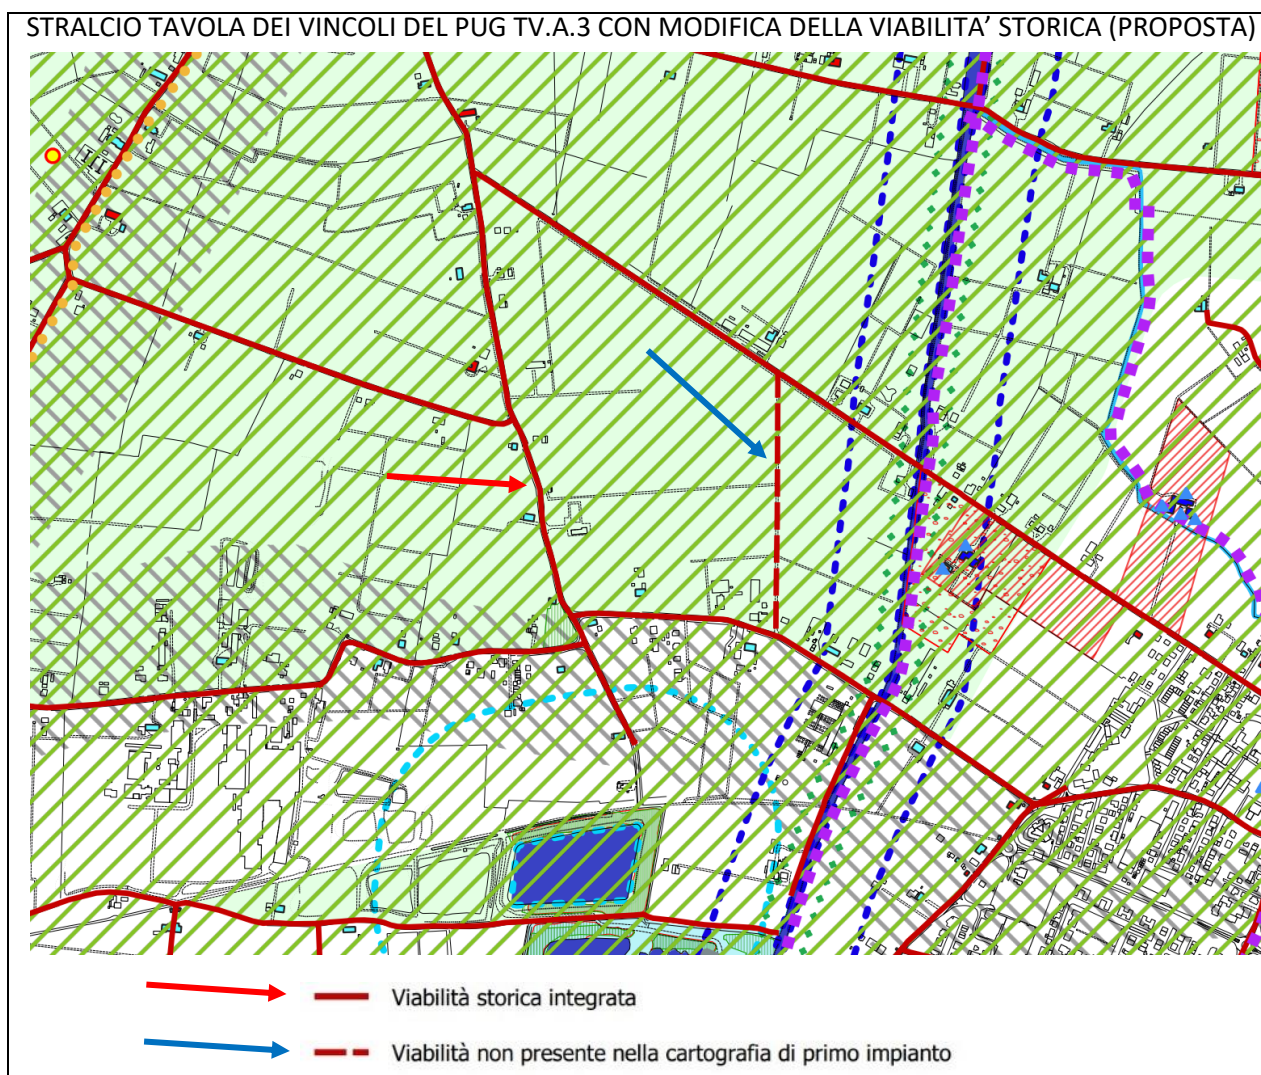 STRALCIO TAVOLA DEI VINCOLI DEL PUG TV.A.3 CON MODIFICA DELLA VIABILITA’ STORICA (PROPOSTA)
Viabilità storica integrata
Viabilità non presente nella cartografia di primo impianto